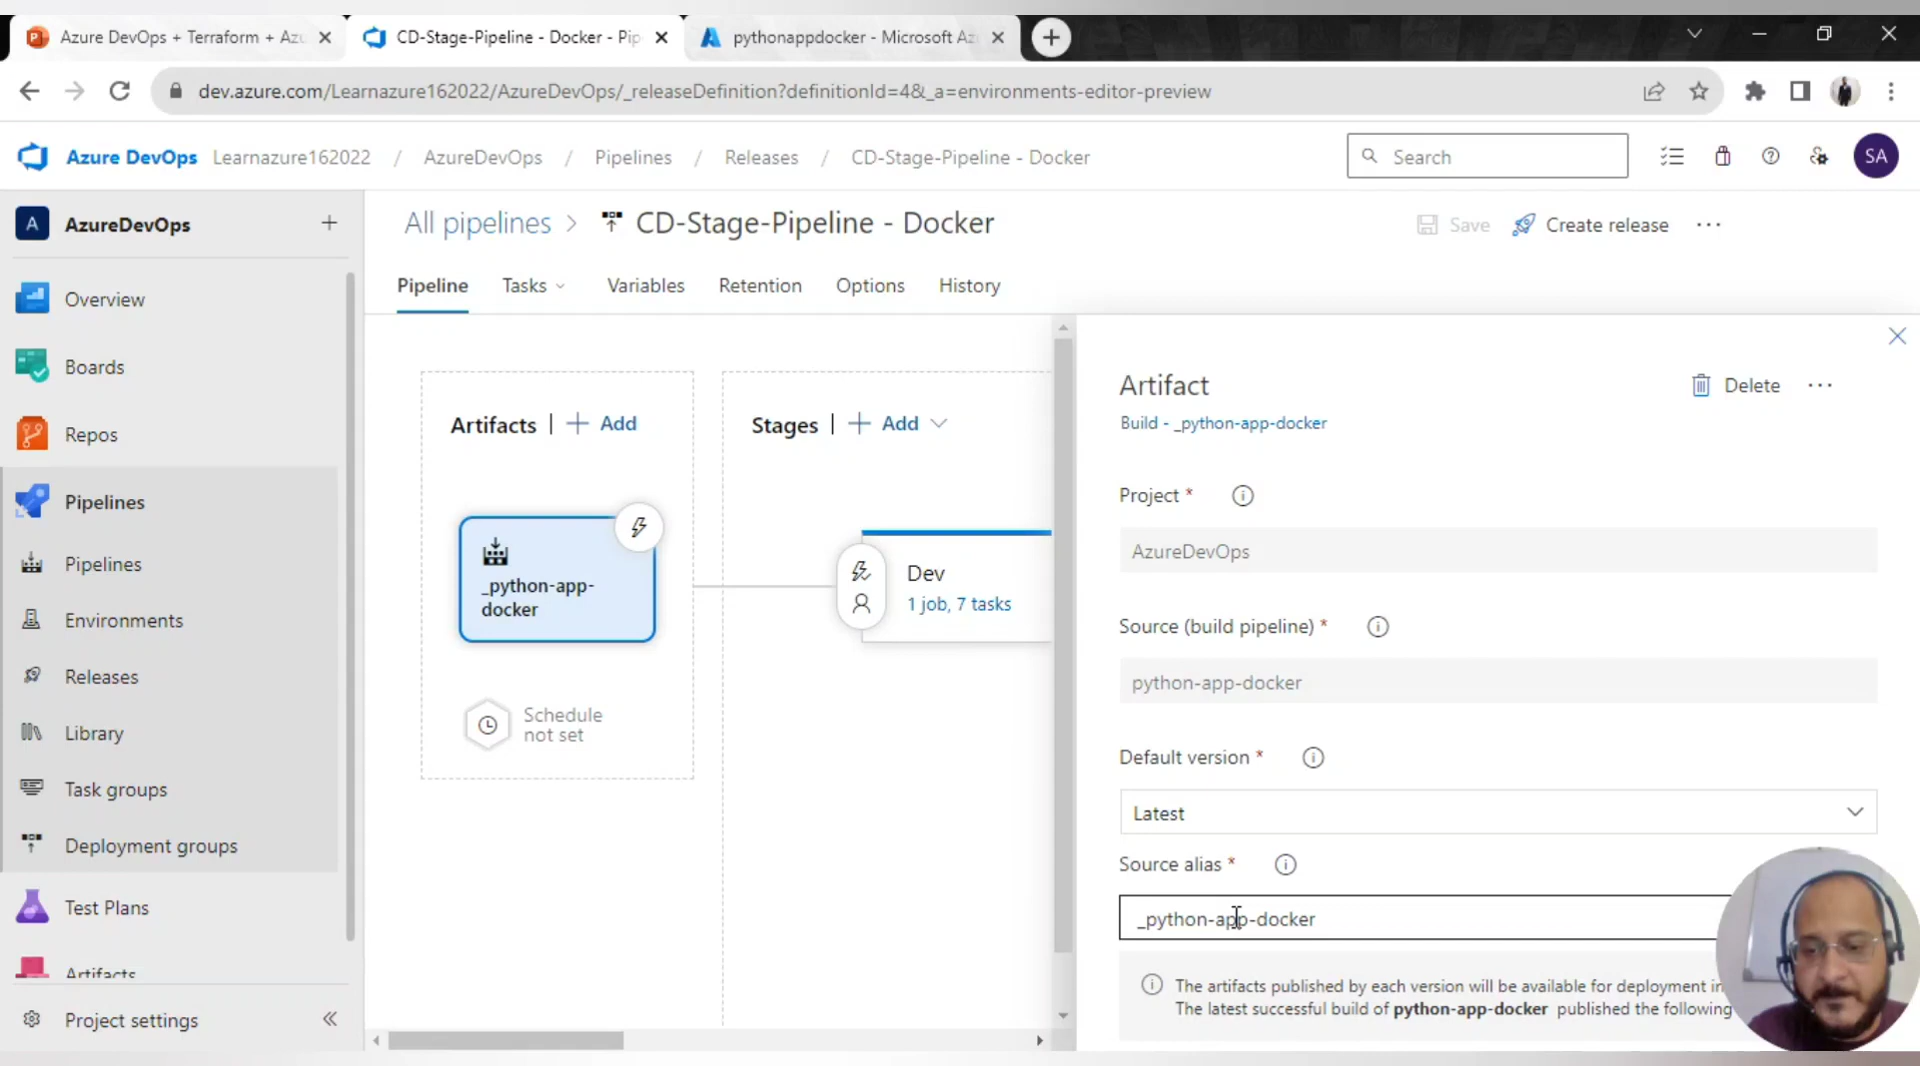 Azure DevOps + Terraform + Azu
CD-Stage-Pipeline - Docker - Pip
pythonappdocker - Microsoft Az
dev.azure.com/Learnazure162022/AzureDevOps/_releaseDefinition?definitionId=4&_a=environments-editor-preview
Azure DevOps Learnazure162022 / AzureDevOps / Pipelines / Releases / CD-Stage-Pipeline - Docker
Search
SA
A AzureDevOps +
Overview
Boards
Repos
Pipelines
Pipelines
Environments
Releases
Library
Task groups
Deployment groups
Test Plans
Artifacts
Project settings
All pipelines > CD-Stage-Pipeline - Docker
Save
Create release
Pipeline
Tasks
Variables
Retention
Options
History
Artifacts | + Add
_python-app-
docker
Schedule
not set
Stages | + Add
Dev
1 job, 7 tasks
Artifact
Delete
Build - _python-app-docker
Project *
AzureDevOps
Source (build pipeline) *
python-app-docker
Default version *
Latest
Source alias *
_python-app-docker
The artifacts published by each version will be available for deployment in
The latest successful build of python-app-docker published the following